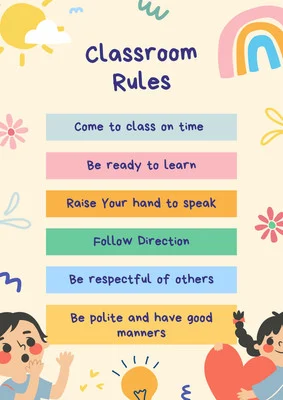 Classroom
Rules
Come to class on time
Be ready to learn
Raise Your hand to speak
Follow Direction
Be respectful of others
Be polite and have good
manners